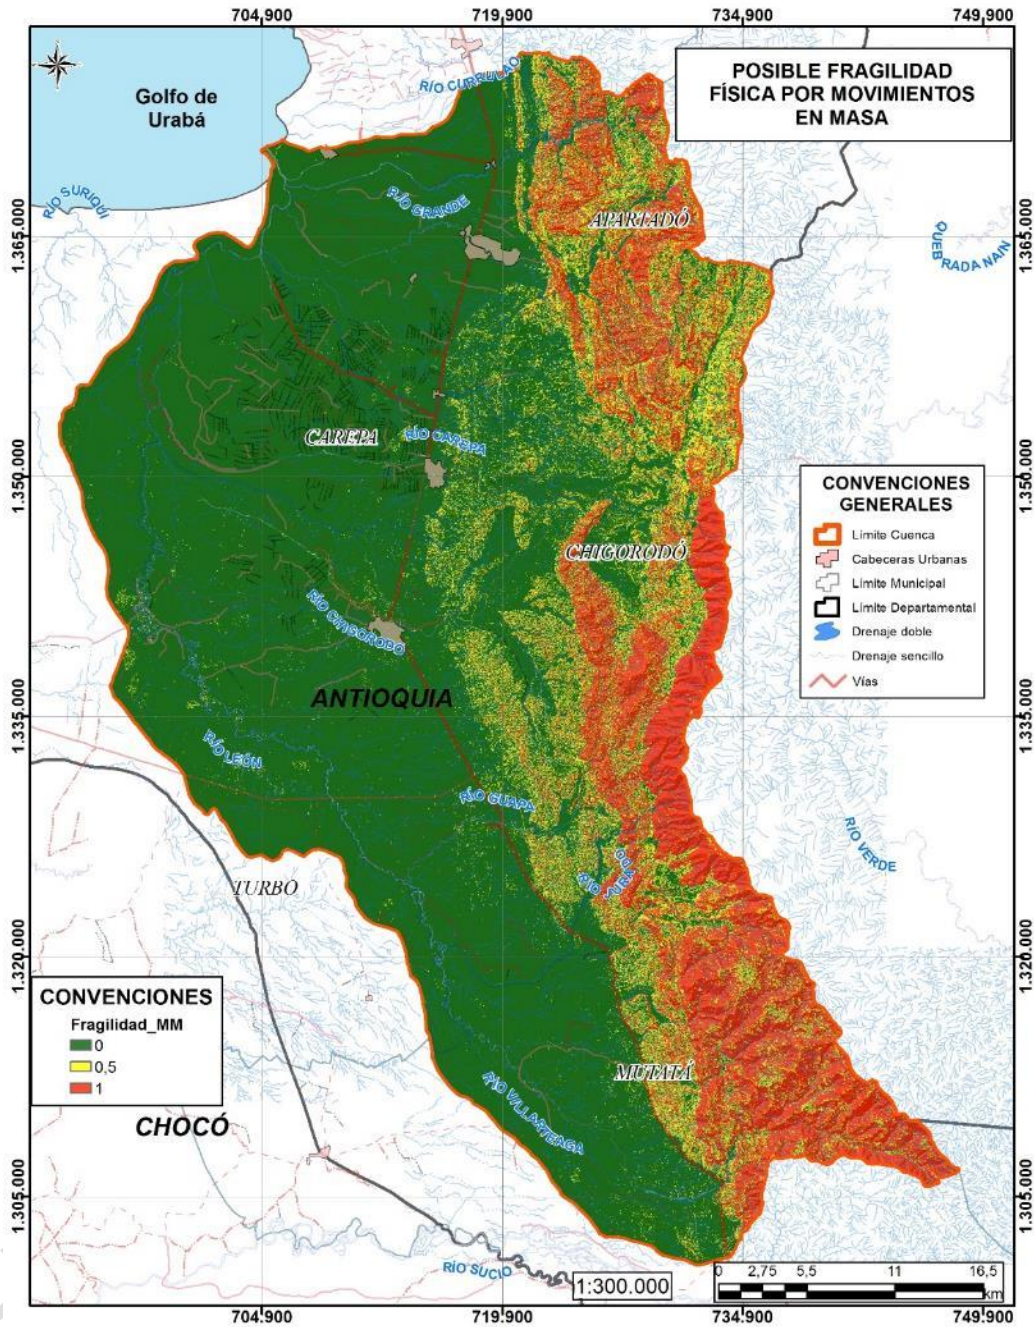 704,900
719,900
734,900
749,900
POSIBLE FRAGILIDAD
FÍSICA POR MOVIMIENTOS
EN MASA
Golfo de
Urabá
RÍO CURRULAO
RÍO SURIQUI
RÍO GRANDE
APARTADÓ
QUEBRADA NAIN
1.365.000
1.365.000
CAREPA
RÍO CAREPA
1.350.000
1.350.000
CONVENCIONES
GENERALES
Limite Cuenca
Cabeceras Urbanas
Límite Municipal
Límite Departamental
Drenaje doble
Drenaje sencillo
Vías
CHIGORODÓ
RÍO CHIGORODO
ANTIOQUIA
1.335.000
1.335.000
RÍO LEÓN
RÍO GUAPA
RÍO VERDE
RÍO JURADO
TURBO
1.320.000
1.320.000
CONVENCIONES
Fragilidad_MM
0
0,5
1
MUTATÁ
RÍO VILLARTEAGA
CHOCÓ
1.305.000
1.305.000
RÍO SUCIO
1:300.000
0 2,75 5,5 11 16,5
km
704,900
719,900
734,900
749,900